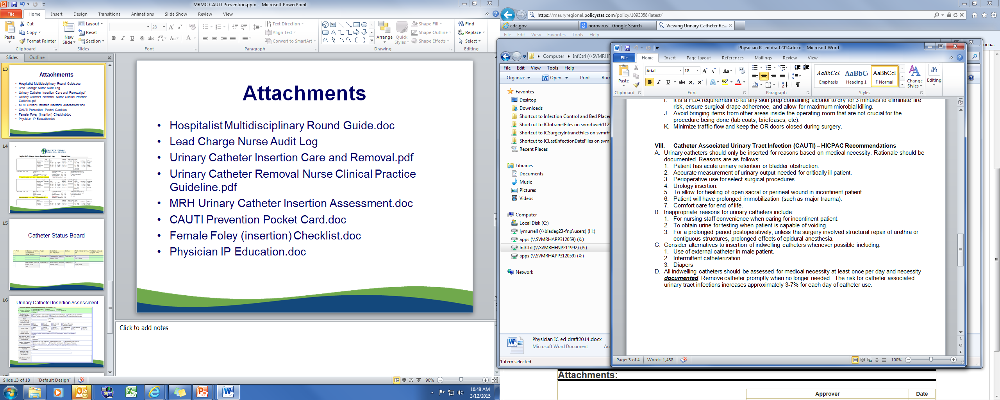 MRMC CAUTI Prevention.pptx - Microsoft PowerPoint
File Home Insert Design Transitions Animations Slide Show Review View
Paste
Cut
Copy
Format Painter
Clipboard
New Slide
Layout
Reset
Section
Slides
28
Font
Text Direction
Align Text
Convert to SmartArt
Paragraph
Arrange
Quick Styles
Shape Fill
Shape Outline
Shape Effects
Drawing
Find
Replace
Select
Editing
Slides Outline
13
Attachments
• Hospitalist Multidisciplinary Round Guide.doc
• Lead Charge Nurse Audit Log
• Urinary Catheter Insertion Care and Removal.pdf
• Urinary Catheter Removal Nurse Clinical Practice
Guideline.pdf
• MRH Urinary Catheter Insertion Assessment.doc
• CAUTI Prevention Pocket Card.doc
• Female Foley (insertion) Checklist.doc
• Physician IP Education.doc
14
MAURY REGIONAL
MEDICAL CENTER
Night Shift Charge Nurse Rounding/Audit Log Nurse/Date
15
Catheter Status Board
16
Urinary Catheter Insertion Assessment
Attachments
• Hospitalist Multidisciplinary Round Guide.doc
• Lead Charge Nurse Audit Log
• Urinary Catheter Insertion Care and Removal.pdf
• Urinary Catheter Removal Nurse Clinical Practice
Guideline.pdf
• MRH Urinary Catheter Insertion Assessment.doc
• CAUTI Prevention Pocket Card.doc
• Female Foley (insertion) Checklist.doc
• Physician IP Education.doc
Click to add notes
Slide 13 of 18 "Default Design" 90%
10:48 AM
3/12/2015
https://mauryregional.policystat.com/policy/1093358/latest/
cdc.gov
norovirus - Google Search
Viewing Urinary Catheter Re...
File Edit View Favorites Tools Help
Computer InfCtrl (\\SVMRHF
File Edit View Tools Help
Organize Open Print Burn
Favorites
Desktop
Downloads
Shortcut to Infection Control and Bed Placer
Shortcut to ICIntranetFiles on svmrhweb112
Shortcut to ICSurgeryIntranetFiles on svmrh
Shortcut to ICLastInfectionDateFiles on svm
Recent Places
Libraries
Documents
Music
Pictures
Videos
Computer
Local Disk (C:)
lymurrell (\\bladeg23-fnp\users) (H:)
apps (\\SVMRHAPP312059) (K:)
InfCtrl (\\SVMRHFNP211992) (P:)
apps (\\SVMRHAPP312059) (X:)
Network
Physician IC ed draft2014.docx
Microsoft Word Document Au
1 item selected
Physician IC ed draft2014.docx - Microsoft Word
File Home Insert Page Layout References Mailings Review View
Paste
Clipboard
Arial 18
Font
Paragraph
AaBbCcI AaBbC AaBbCcI
Emphasis Heading 1 ¶ Normal
Change Styles
Styles
Editing
I. It is a FDA requirement to let any skin prep containing alcohol to dry for 3 minutes to eliminate fire
risk, ensure surgical drape adherence, and allow for maximum microbial killing.
J. Avoid bringing items from other areas inside the operating room that are not crucial for the
procedure being done (lab coats, briefcases, etc).
K. Minimize traffic flow and keep the OR doors closed during surgery.
VIII. Catheter Associated Urinary Tract Infection (CAUTI) – HICPAC Recommendations
A. Urinary catheters should only be inserted for reasons based on medical necessity. Rationale should be
documented. Reasons are as follows:
1. Patient has acute urinary retention or bladder obstruction.
2. Accurate measurement of urinary output needed for critically ill patient.
3. Perioperative use for select surgical procedures.
4. Urology insertion.
5. To allow for healing of open sacral or perineal wound in incontinent patient.
6. Patient will have prolonged immobilization (such as major trauma).
7. Comfort care for end of life.
B. Inappropriate reasons for urinary catheters include:
1. For nursing staff convenience when caring for incontinent patient.
2. To obtain urine for testing when patient is capable of voiding.
3. For a prolonged period postoperatively, unless the surgery involved structural repair of urethra or
contiguous structures, prolonged effects of epidural anesthesia.
C. Consider alternatives to insertion of indwelling catheters whenever possible including:
1. Use of external catheter in male patient.
2. Intermittent catheterization
3. Diapers
D. All indwelling catheters should be assessed for medical necessity at least once per day and necessity
documented, Remove catheter promptly when no longer needed. The risk for catheter associated
urinary tract infections increases approximately 3-7% for each day of catheter use.
Page: 3 of 4 Words: 1,488 100%
ocu...
Attachments:
Approver Date